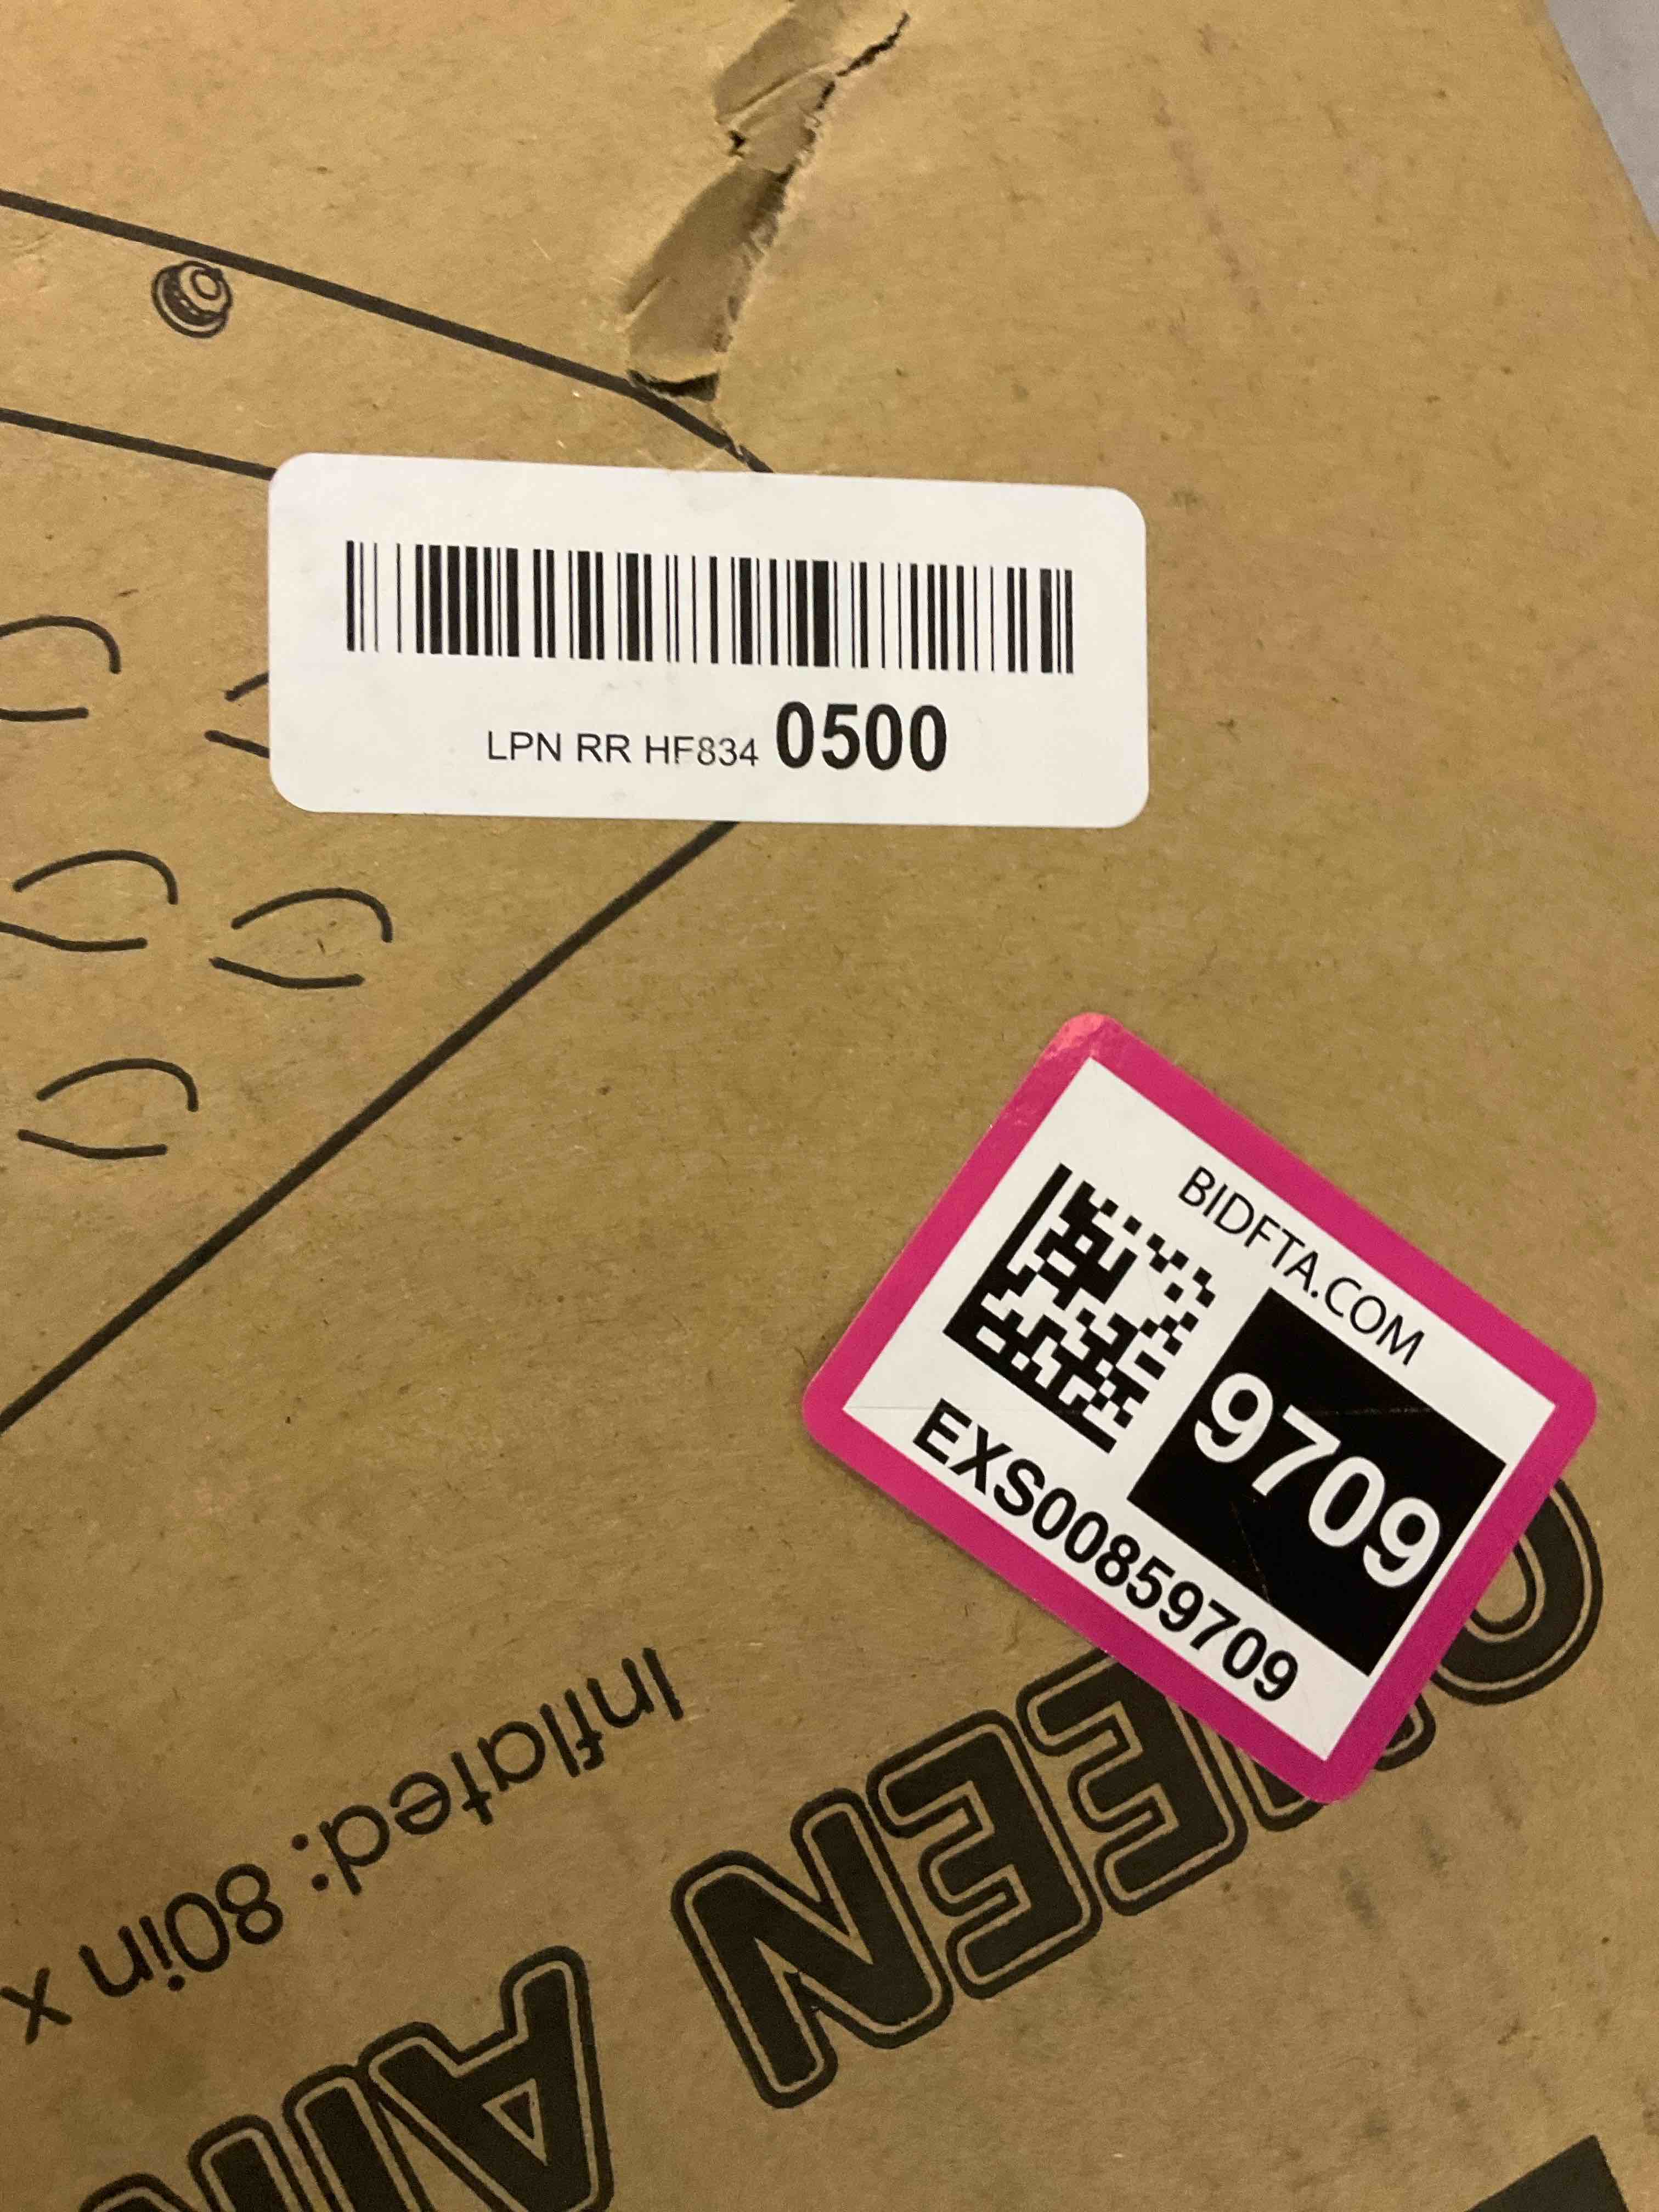 LPN RR HF834 0500
BIDFTA.COM
9709
EXS00859709
EEN
Inflated: 80in x